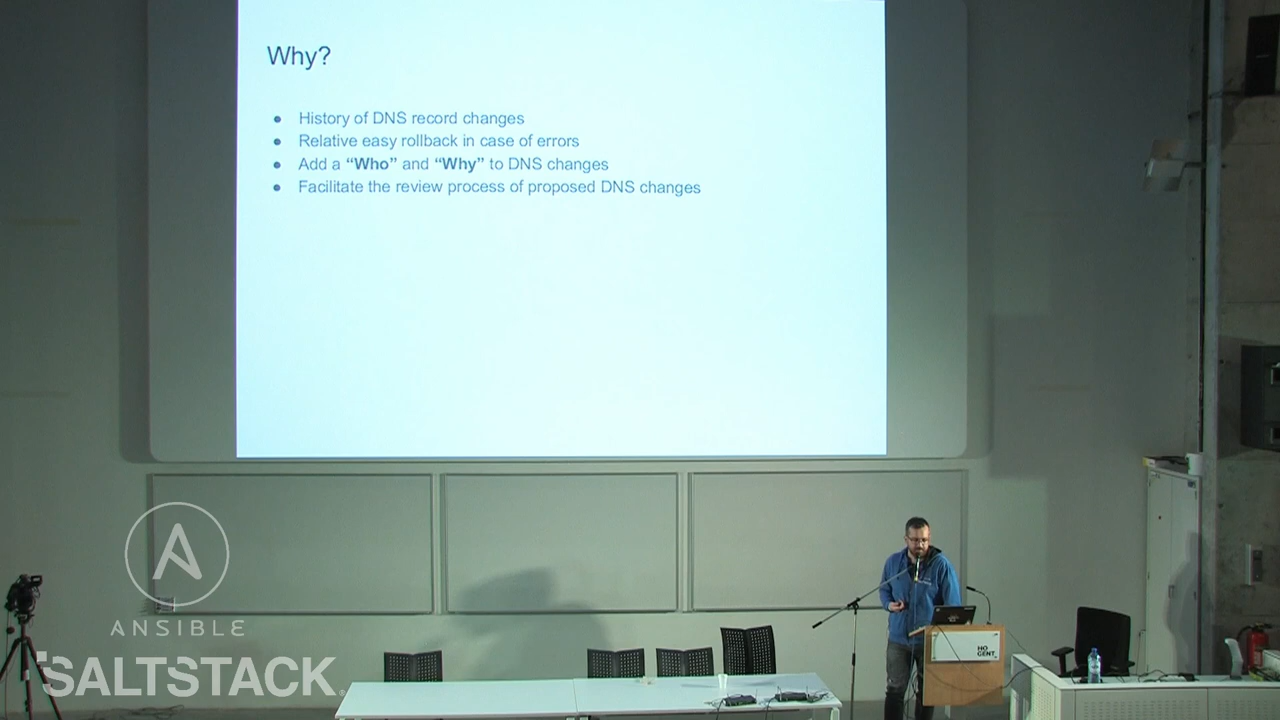 Why?
History of DNS record changes
Relative easy rollback in case of errors
Add a “Who” and “Why” to DNS changes
Facilitate the review process of proposed DNS changes
ANSIBLE
SALTSTACK
HO
GENT